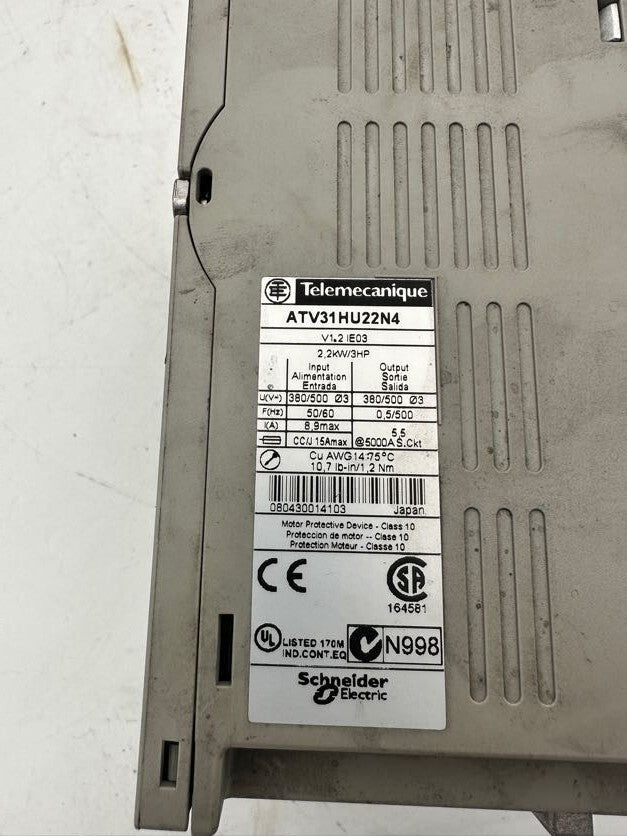 Telemecanique
ATV31HU22N4
V1.2 IE03
2,2kW/3HP
Input Output
Alimentation Sortie
Entrada Salida
U(V~) 380/500 Ø3 380/500 Ø3
F(Hz) 50/60 0,5/500
I(A) 8,9max 5,5
CC/J 15Amax @5000A S.Ckt
Cu AWG14 75°C
10,7 lb-in/1,2 Nm
080430014103 Japan
Motor Protective Device - Class 10
Proteccion de motor -- Clase 10
Protection Moteur - Classe 10
CE SA
164581
UL LISTED 170M N998
IND.CONT.EQ
Schneider
Electric